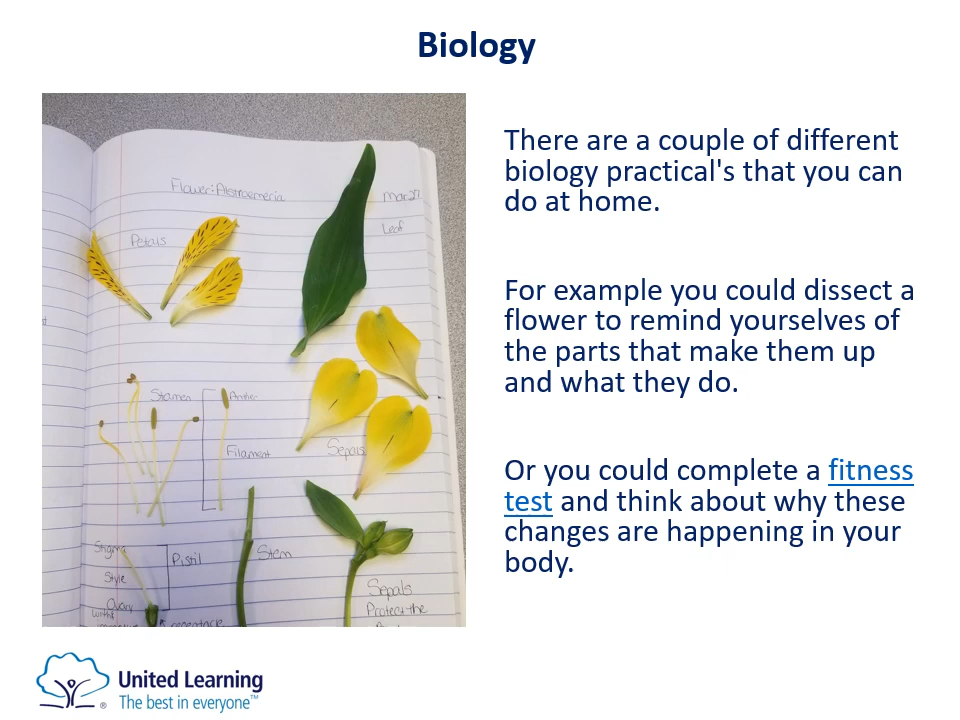 Biology
Flower: Alstroemeria
Mar 27
Leaf
Petals
Stamen
Anther
Filament
Sepals
Stigma
Pistil
Stem
Style
Ovary
Sepals
Protect the
There are a couple of different
biology practical's that you can
do at home.
For example you could dissect a
flower to remind yourselves of
the parts that make them up
and what they do.
Or you could complete a fitness
test and think about why these
changes are happening in your
body.
United Learning
The best in everyone™